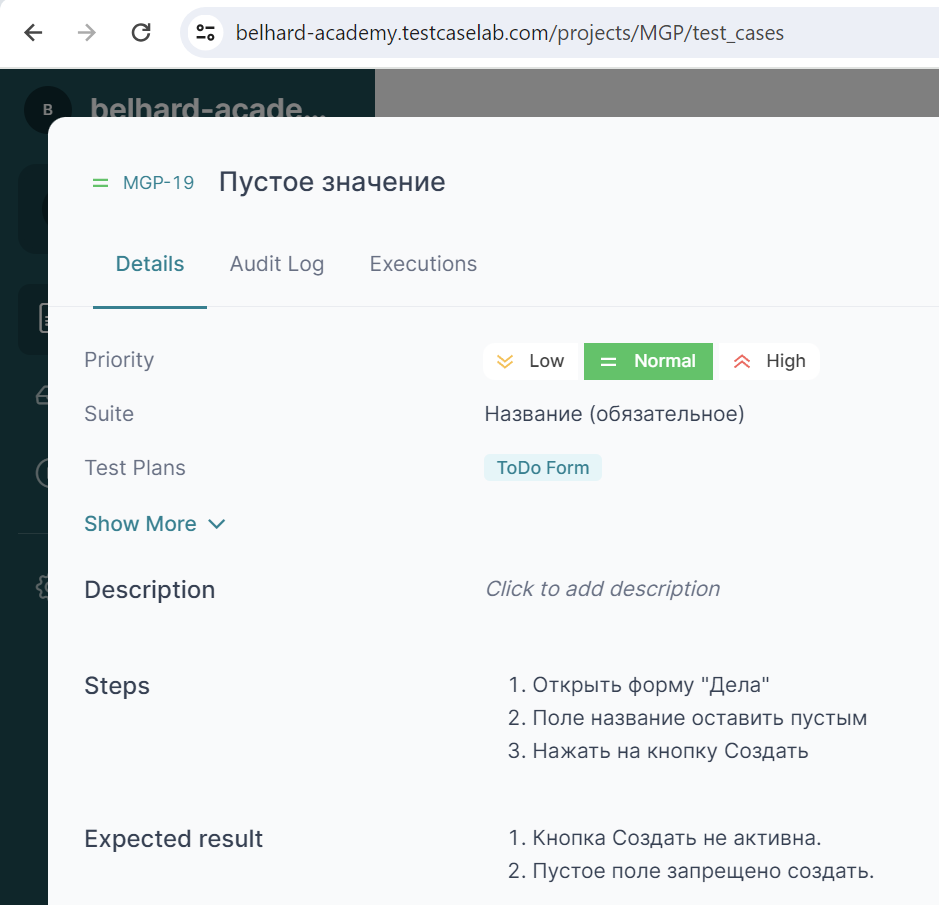 belhard-academy.testcaselab.com/projects/MGP/test_cases
B belhard-acade...
MGP-19 Пустое значение
Details Audit Log Executions
Priority Low Normal High
Suite Название (обязательное)
Test Plans ToDo Form
Show More
Description Click to add description
Steps 1. Открыть форму "Дела"
2. Поле название оставить пустым
3. Нажать на кнопку Создать
Expected result 1. Кнопка Создать не активна.
2. Пустое поле запрещено создать.